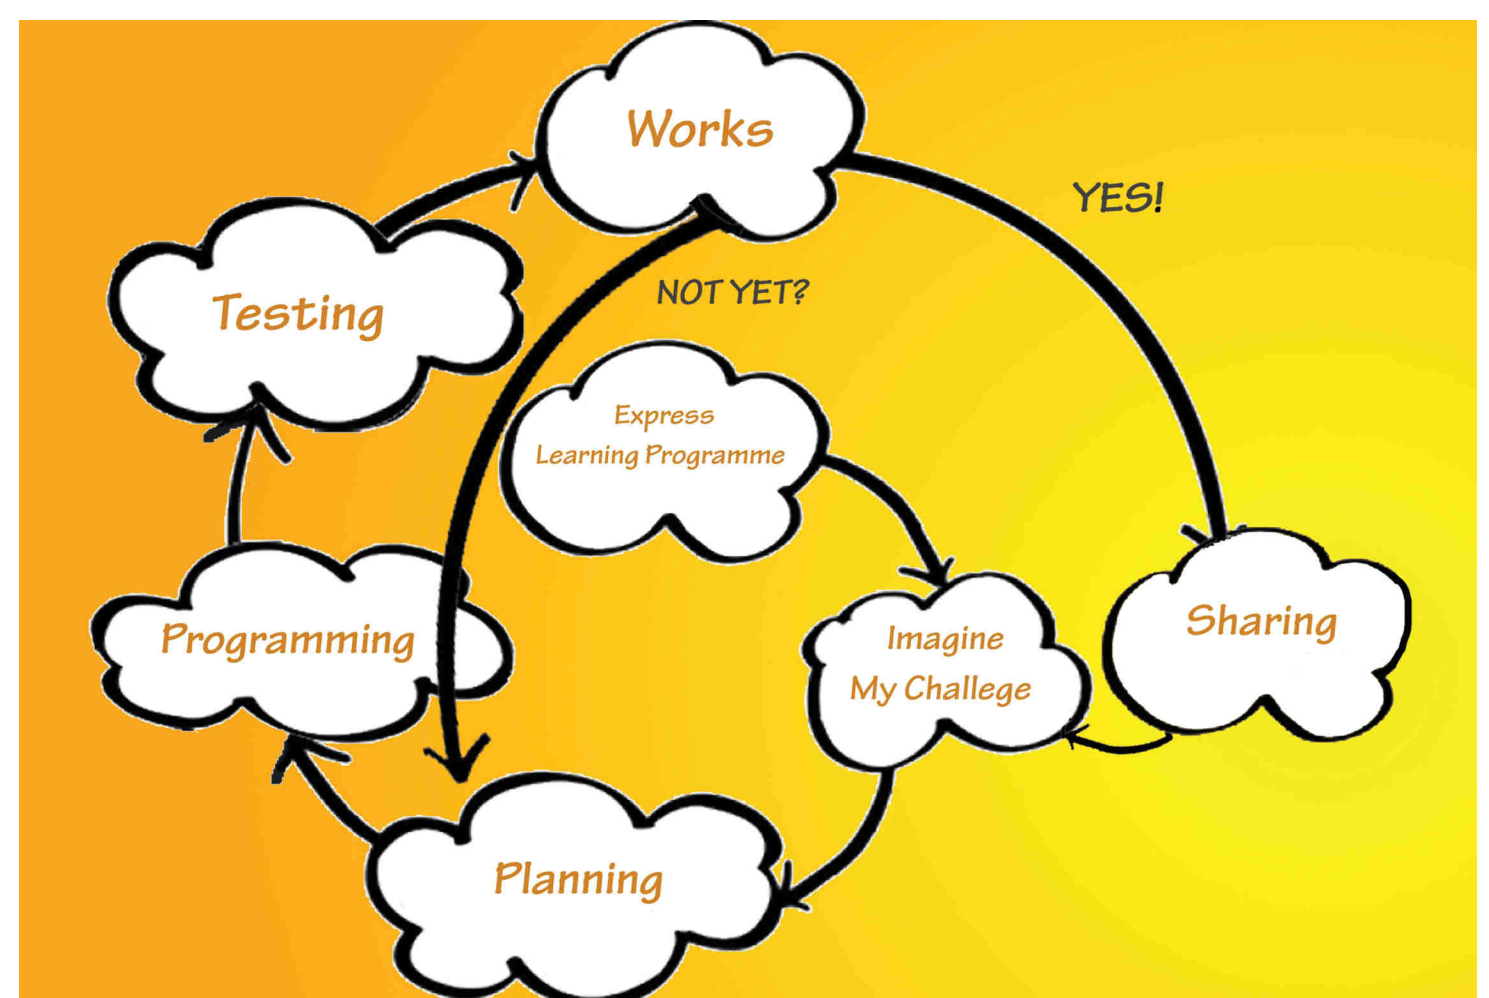 Works
YES!
Testing
NOT YET?
Express
Learning Programme
Programming
Imagine
My Challege
Sharing
Planning